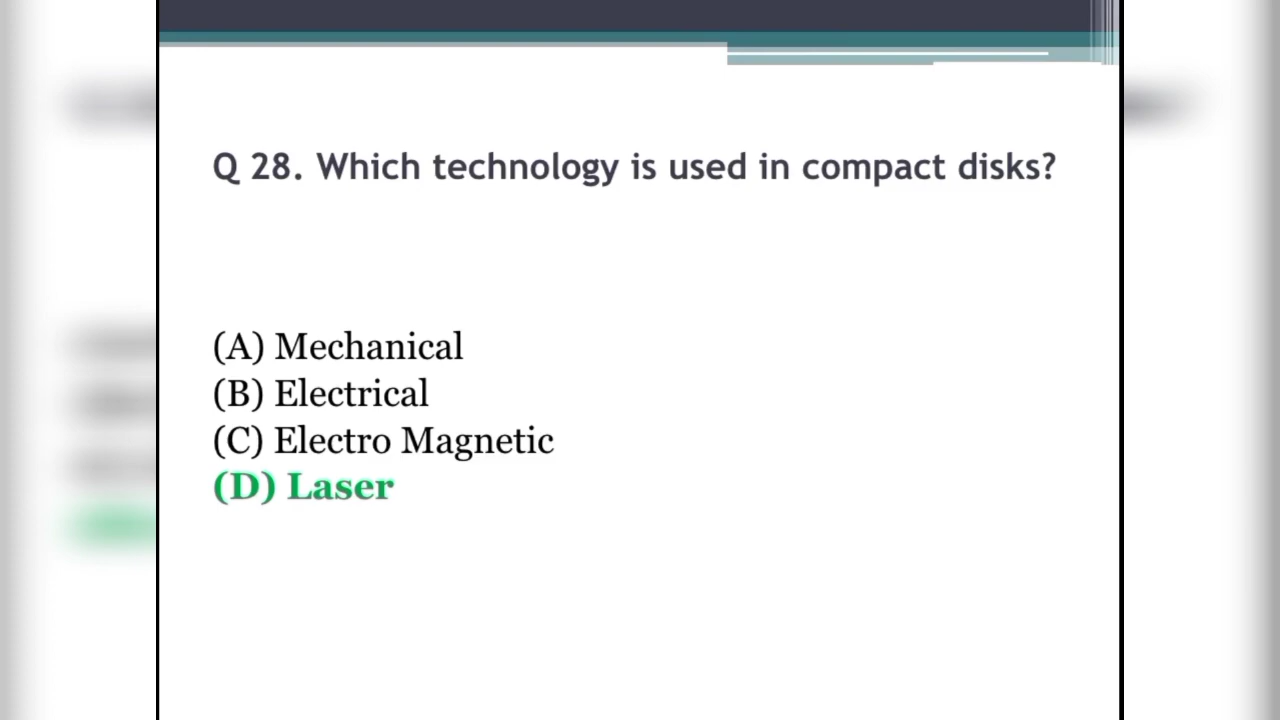 Q 28. Which technology is used in compact disks?
(A) Mechanical
(B) Electrical
(C) Electro Magnetic
(D) Laser